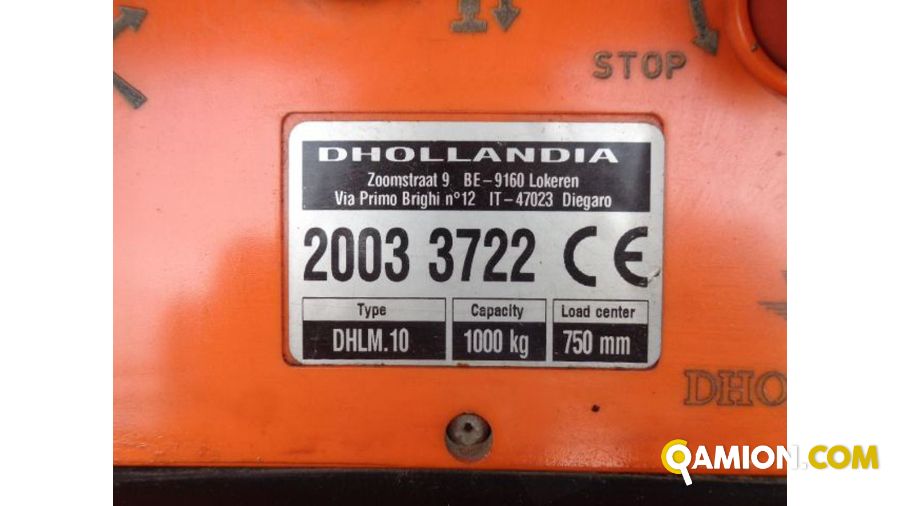 STOP
DHOLLANDIA
Zoomstraat 9 BE-9160 Lokeren
Via Primo Brighi n°12 IT-47023 Diegaro
2003 3722 CE
Type Capacity Load center
DHLM.10 1000 kg 750 mm
DHO
QAMION.COM